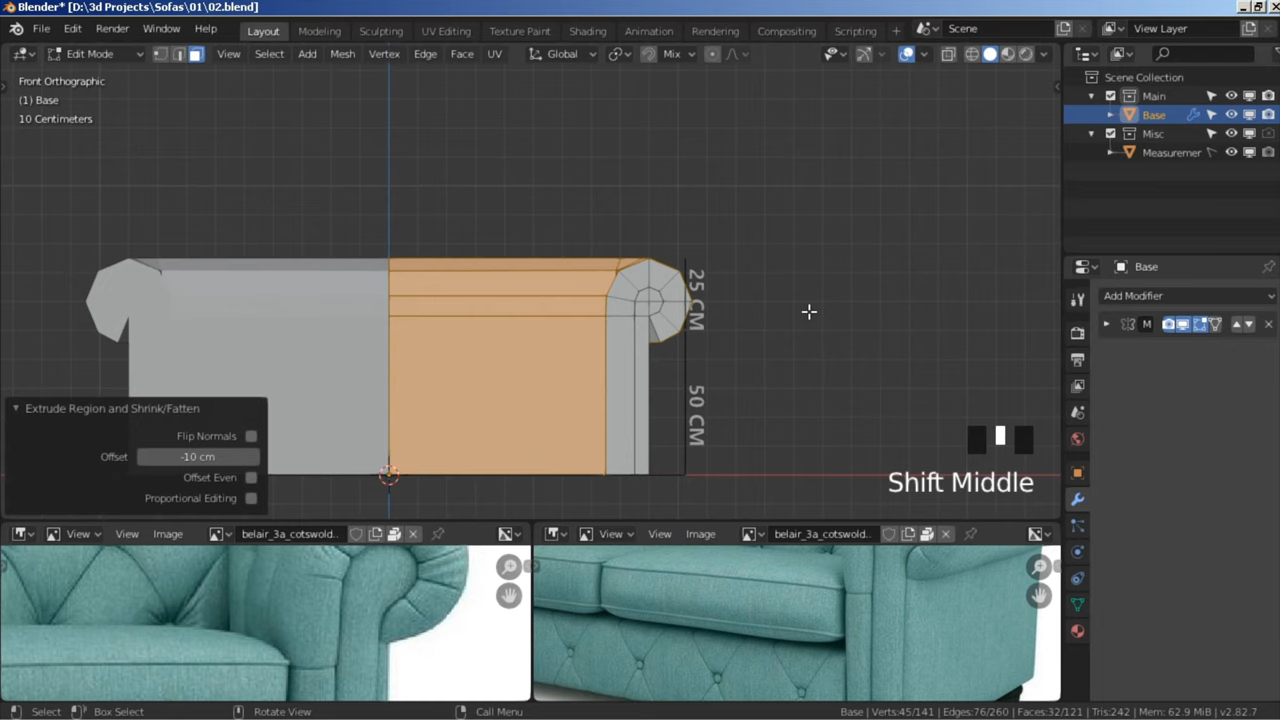 Blender* [D:\3d Projects\Sofas\01\02.blend]
File Edit Render Window Help Layout Modeling Sculpting UV Editing Texture Paint Shading Animation Rendering Compositing Scripting Scene View Layer
Edit Mode View Select Add Mesh Vertex Edge Face UV Global Mix
Front Orthographic
(1) Base
10 Centimeters
Scene Collection
Main
Base
Misc
Measuremer
Base
Add Modifier
M
25 CM
50 CM
Extrude Region and Shrink/Fatten
Flip Normals
Offset -10 cm
Offset Even
Proportional Editing
Shift Middle
View View Image belair_3a_cotswold..
View View Image belair_3a_cotswold..
Select Box Select Rotate View Call Menu Base | Verts:45/141 | Edges:76/260 | Faces:32/121 | Tris:242 | Mem: 62.9 MiB | v2.82.7